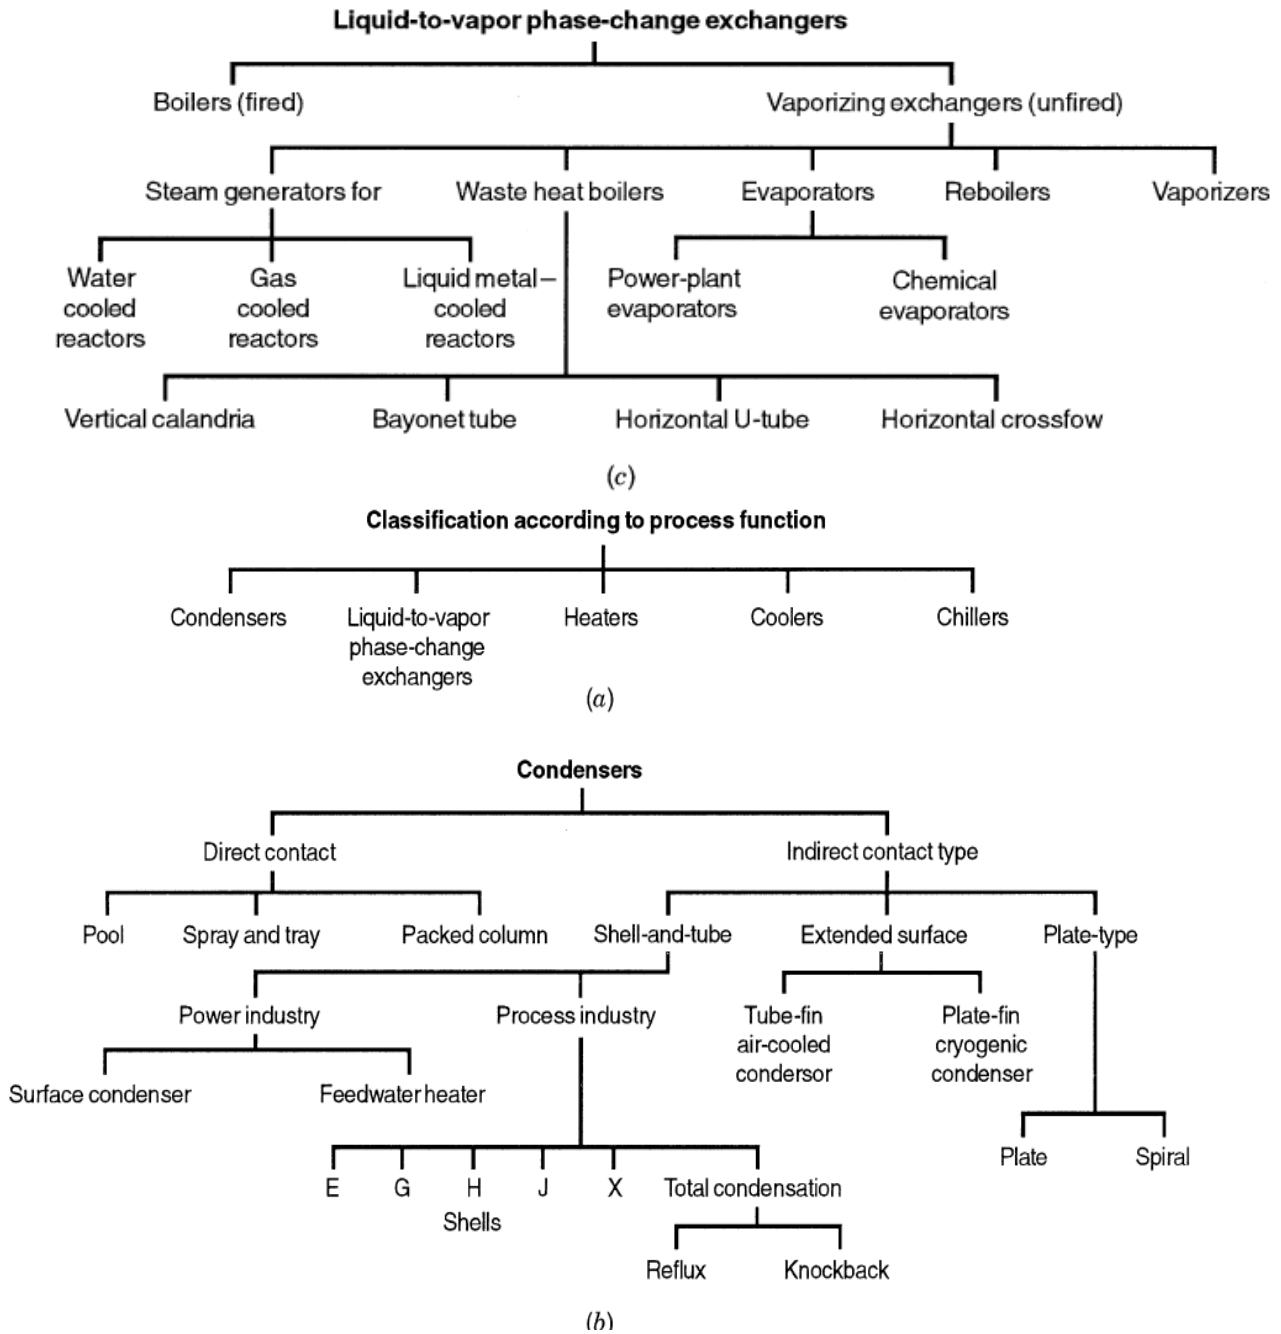 Liquid-to-vapor phase-change exchangers
Boilers (fired)
Vaporizing exchangers (unfired)
Steam generators for
Waste heat boilers
Evaporators
Reboilers
Vaporizers
Water
cooled
reactors
Gas
cooled
reactors
Liquid metal–
cooled
reactors
Power-plant
evaporators
Chemical
evaporators
Vertical calandria
Bayonet tube
Horizontal U-tube
Horizontal crossfow
(c)
Classification according to process function
Condensers
Liquid-to-vapor
phase-change
exchangers
Heaters
Coolers
Chillers
(a)
Condensers
Direct contact
Indirect contact type
Pool
Spray and tray
Packed column
Shell-and-tube
Extended surface
Plate-type
Power industry
Process industry
Tube-fin
air-cooled
condersor
Plate-fin
cryogenic
condenser
Surface condenser
Feedwater heater
Plate
Spiral
E
G
H
J
X
Total condensation
Shells
Reflux
Knockback
(b)